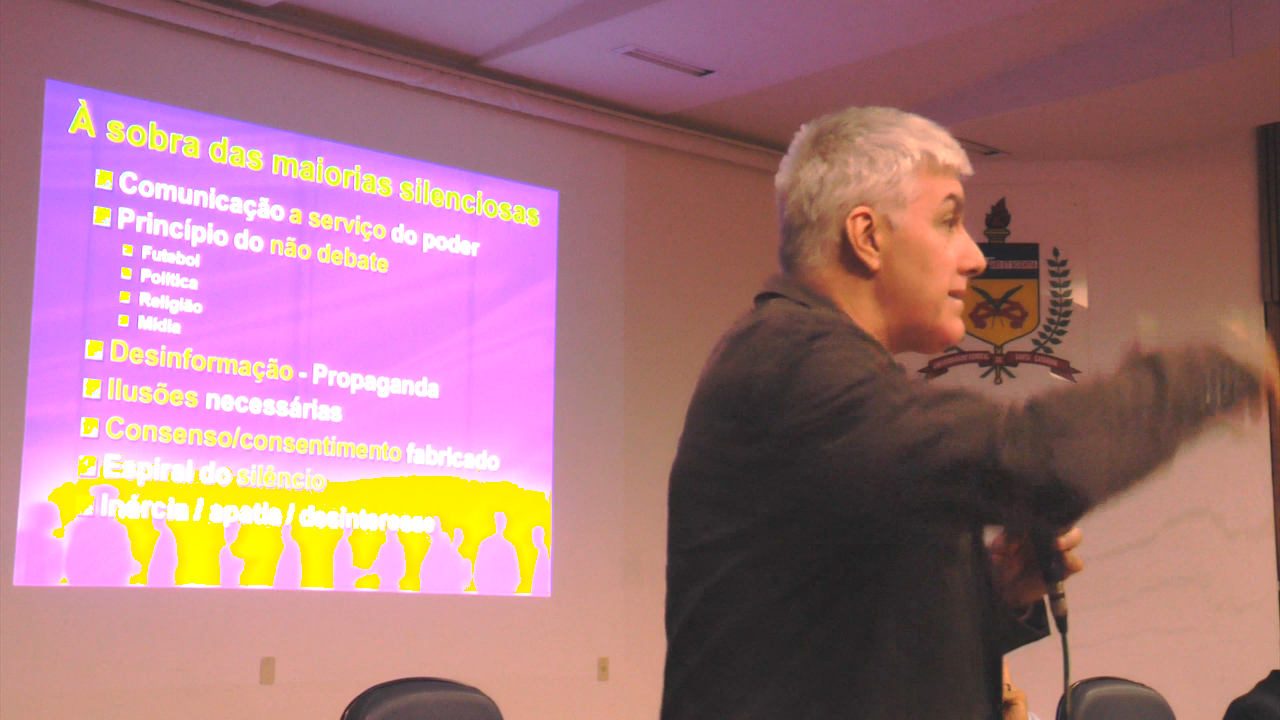 À sobra das maiorias silenciosas
Comunicação a serviço do poder
Princípio do não debate
Futebol
Política
Religião
Mídia
Desinformação - Propaganda
Ilusões necessárias
Consenso/consentimento fabricado
Espiral do silêncio
Inércia / apatia / desinteresse